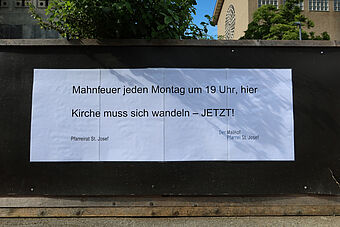 Mahnfeuer jeden Montag um 19 Uhr, hier
Kirche muss sich wandeln – JETZT!
Pfarreirat St. Josef
Der Maihof
Pfarrei St. Josef